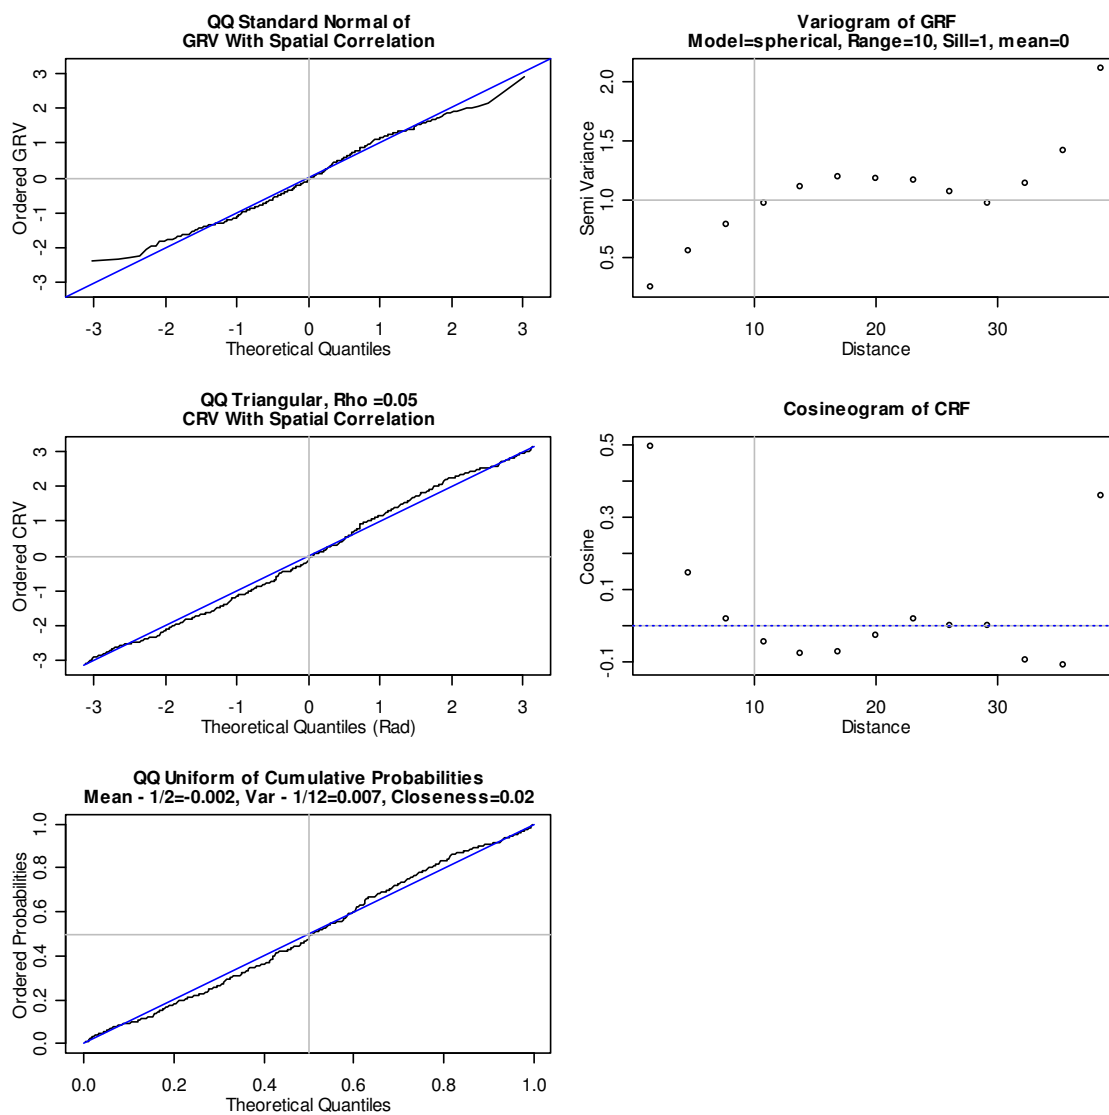 QQ Standard Normal of
GRV With Spatial Correlation
Ordered GRV
3
2
1
0
-1
-2
-3
-3 -2 -1 0 1 2 3
Theoretical Quantiles
Variogram of GRF
Model=spherical, Range=10, Sill=1, mean=0
Semi Variance
2.0
1.5
1.0
0.5
10 20 30
Distance
QQ Triangular, Rho =0.05
CRV With Spatial Correlation
Ordered CRV
3
2
1
0
-1
-2
-3
-3 -2 -1 0 1 2 3
Theoretical Quantiles (Rad)
Cosineogram of CRF
Cosine
0.5
0.3
0.1
-0.1
10 20 30
Distance
QQ Uniform of Cumulative Probabilities
Mean - 1/2=-0.002, Var - 1/12=0.007, Closeness=0.02
Ordered Probabilities
1.0
0.8
0.6
0.4
0.2
0.0
0.0 0.2 0.4 0.6 0.8 1.0
Theoretical Quantiles